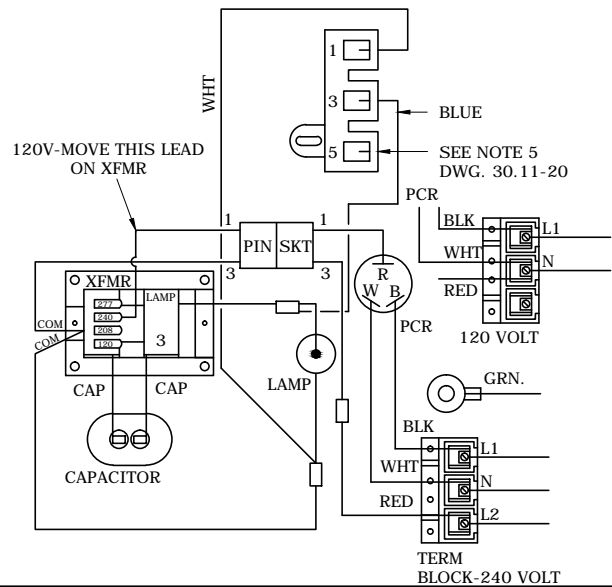 WHT
1
3
5
BLUE
SEE NOTE 5
DWG. 30.11-20
120V-MOVE THIS LEAD
ON XFMR
1
3
PIN
SKT
1
3
R
W
B
PCR
PCR
BLK
WHT
RED
L1
N
120 VOLT
XFMR
277
240
208
120
LAMP
3
COM
COM
CAP
CAP
LAMP
CAPACITOR
GRN.
BLK
WHT
RED
L1
N
L2
TERM
BLOCK-240 VOLT